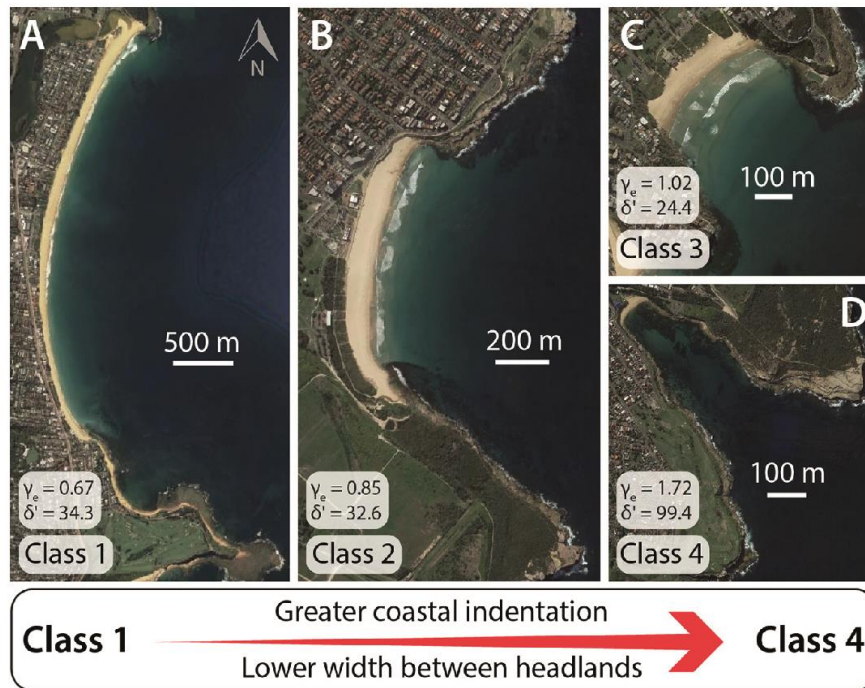 A
N
500 m
γₑ = 0.67
δ' = 34.3
Class 1
B
200 m
γₑ = 0.85
δ' = 32.6
Class 2
C
100 m
γₑ = 1.02
δ' = 24.4
Class 3
D
100 m
γₑ = 1.72
δ' = 99.4
Class 4
Greater coastal indentation
Class 1
Class 4
Lower width between headlands